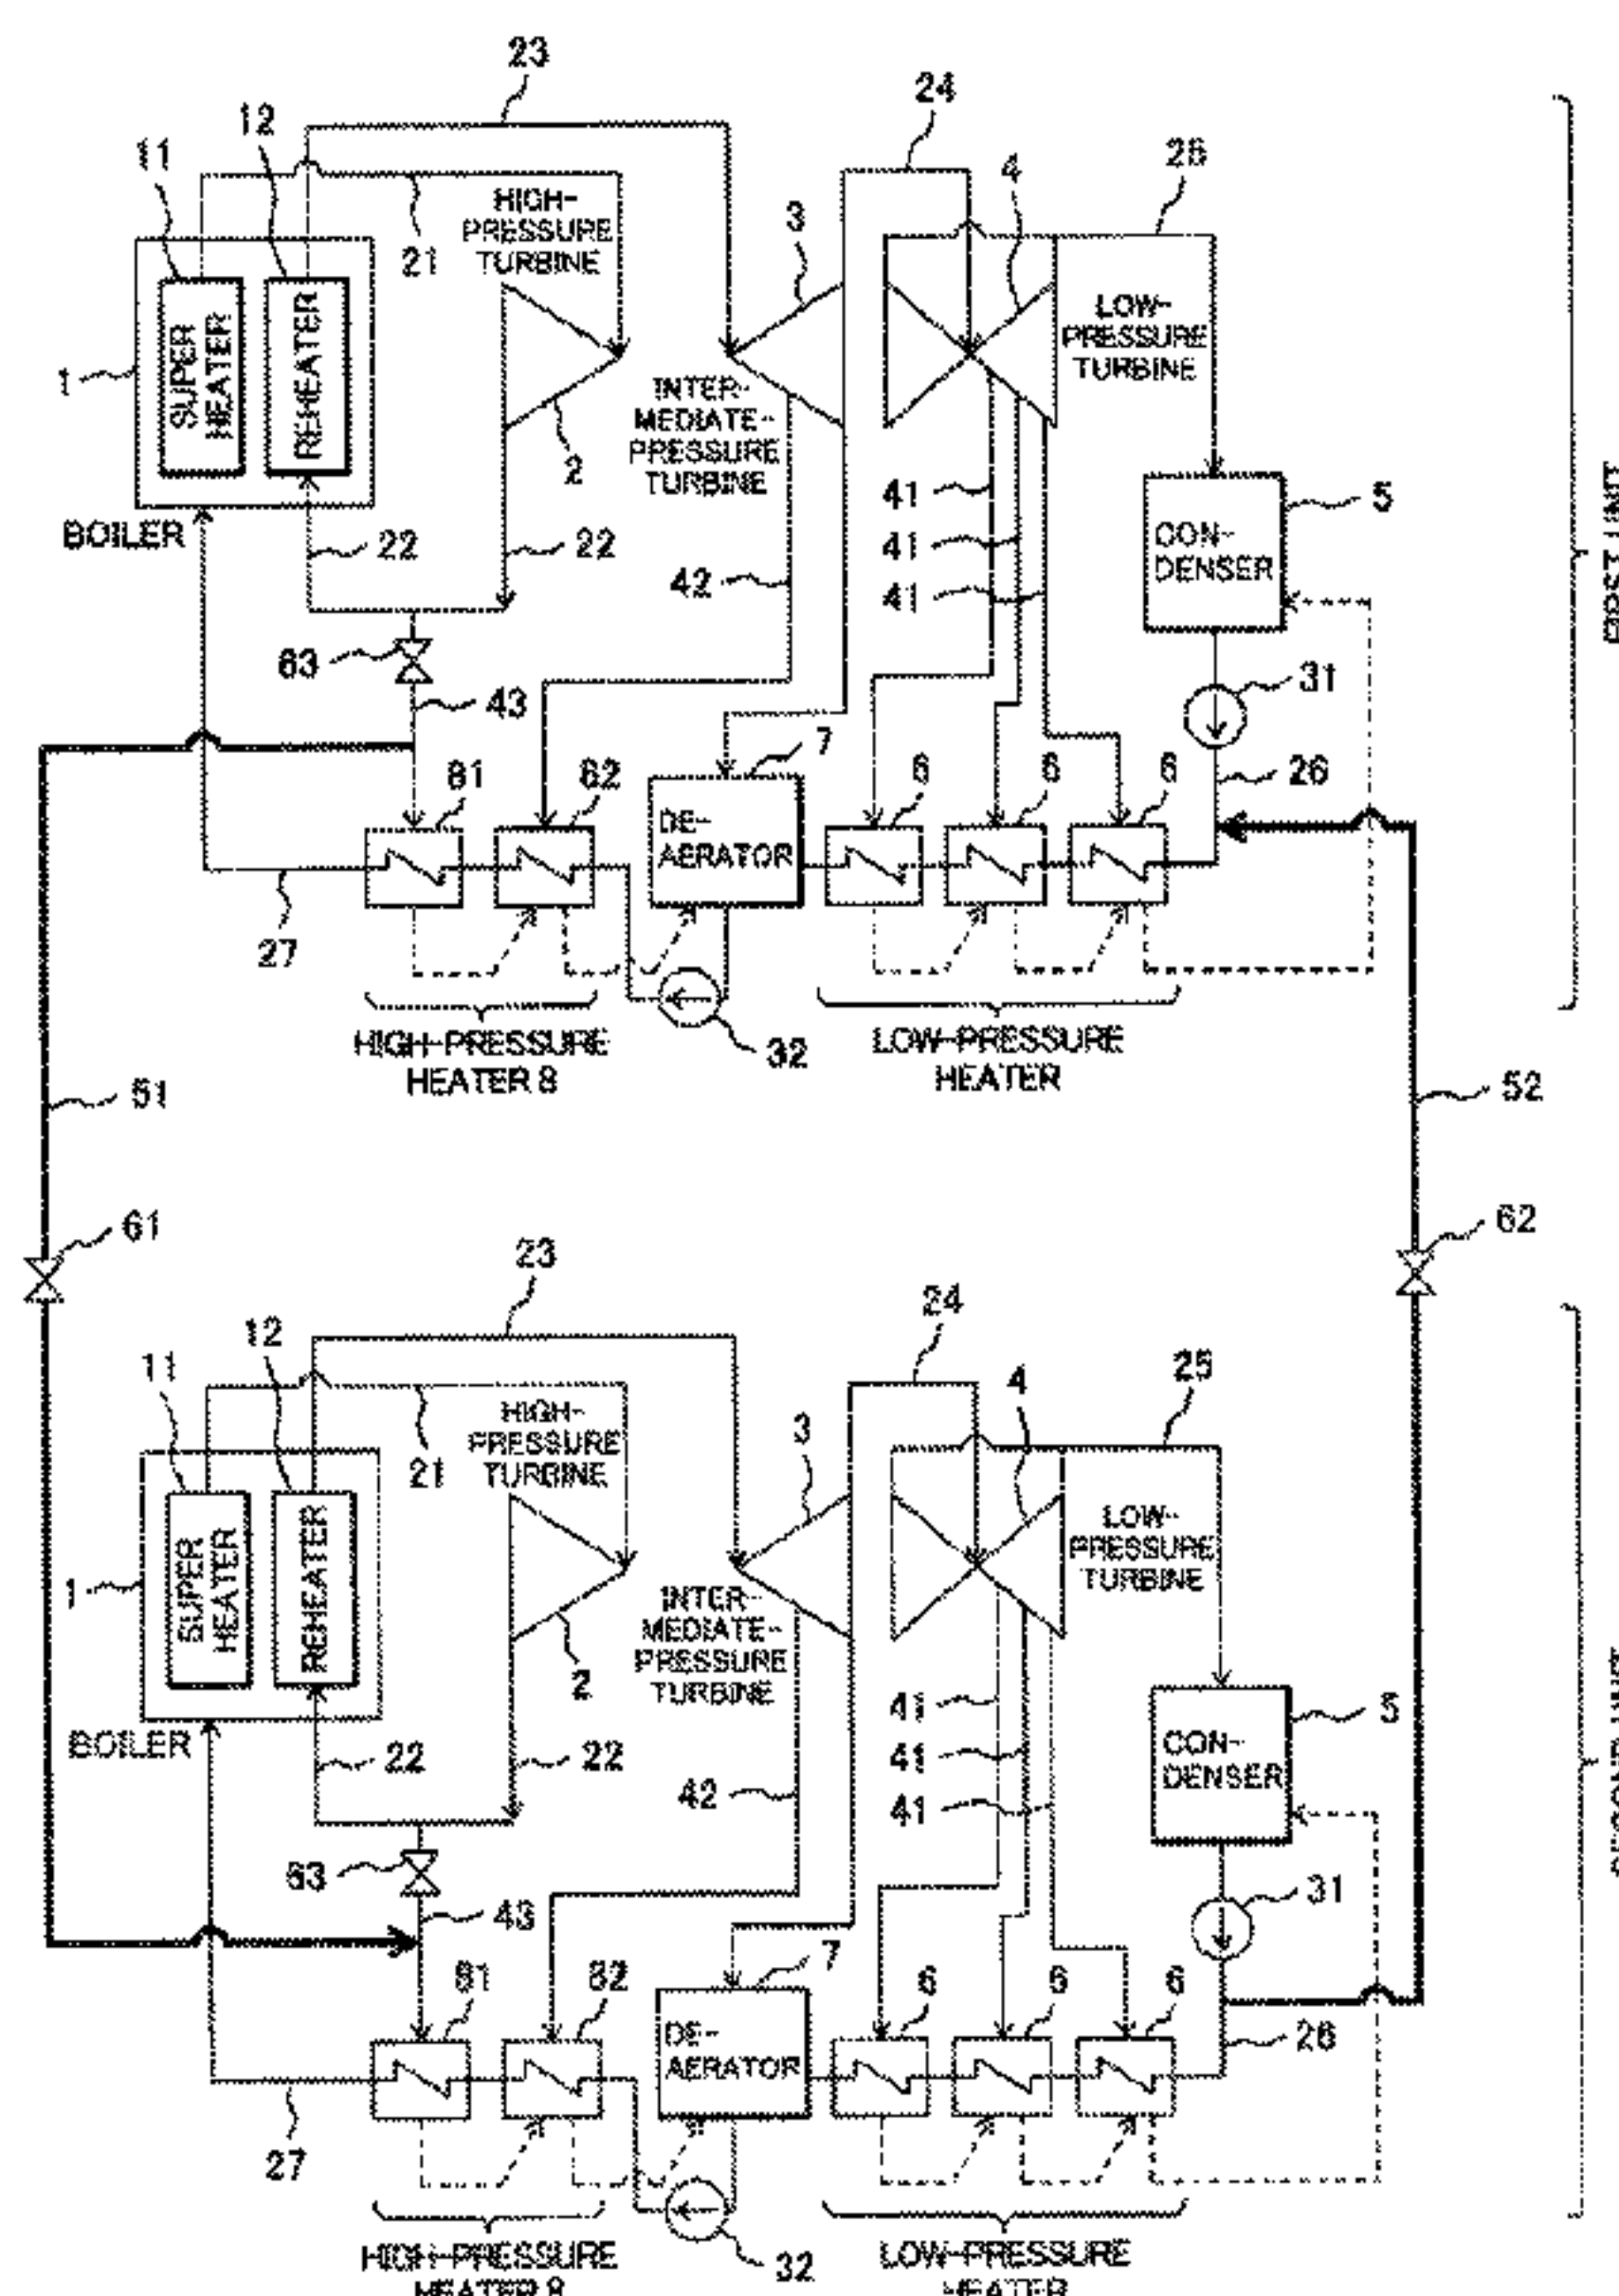 23
24
12
11
4
25
HIGH-
PRESSURE
TURBINE
21
3
LOW-
PRESSURE
TURBINE
SUPER
HEATER
REHEATER
1
INTER-
MEDIATE-
PRESSURE
TURBINE
2
41
5
BOILER
22
22
41
CON-
DENSER
42
41
63
31
43
7
81
82
6
6
6
26
DE-
AERATOR
27
HIGH-PRESSURE
HEATER 8
32
LOW-PRESSURE
HEATER
51
52
61
62
23
24
12
11
4
25
HIGH-
PRESSURE
TURBINE
21
3
LOW-
PRESSURE
TURBINE
SUPER
HEATER
REHEATER
1
INTER-
MEDIATE-
PRESSURE
TURBINE
2
41
5
BOILER
22
22
41
CON-
DENSER
42
41
63
31
43
7
81
82
6
6
6
26
DE-
AERATOR
27
HIGH-PRESSURE
HEATER 8
32
LOW-PRESSURE
HEATER